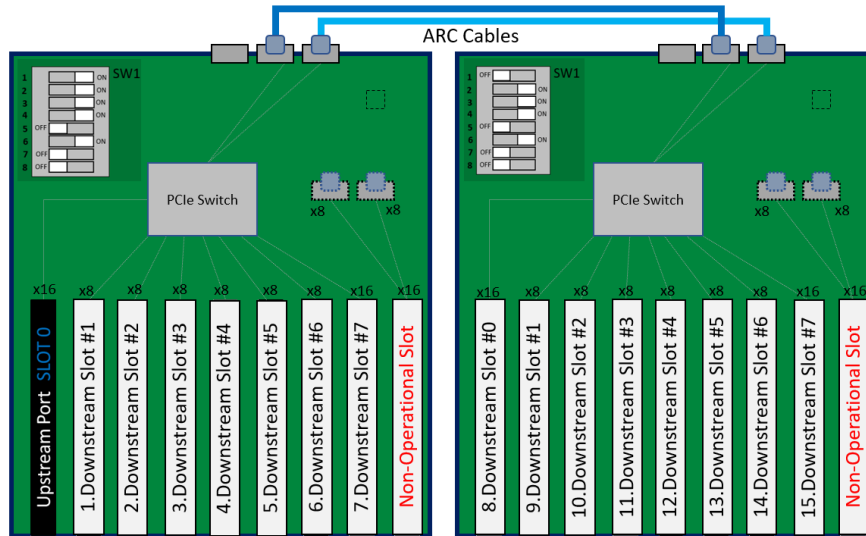 ARC Cables
SW1
1 ON
2 ON
3 ON
4 ON
5 OFF
6 ON
7 OFF
8 OFF
PCIe Switch
x8
x8
x16
x8
x8
x8
x8
x8
x8
x16
Upstream Port SLOT 0
1.Downstream Slot #1
2.Downstream Slot #2
3.Downstream Slot #3
4.Downstream Slot #4
5.Downstream Slot #5
6.Downstream Slot #6
7.Downstream Slot #7
Non-Operational Slot
SW1
1 OFF
2 ON
3 ON
4 ON
5 OFF
6 ON
7 OFF
8 OFF
PCIe Switch
x8
x8
x16
x8
x8
x8
x8
x8
x8
x16
x16
8.Downstream Slot #0
9.Downstream Slot #1
10.Downstream Slot #2
11.Downstream Slot #3
12.Downstream Slot #4
13.Downstream Slot #5
14.Downstream Slot #6
15.Downstream Slot #7
Non-Operational Slot